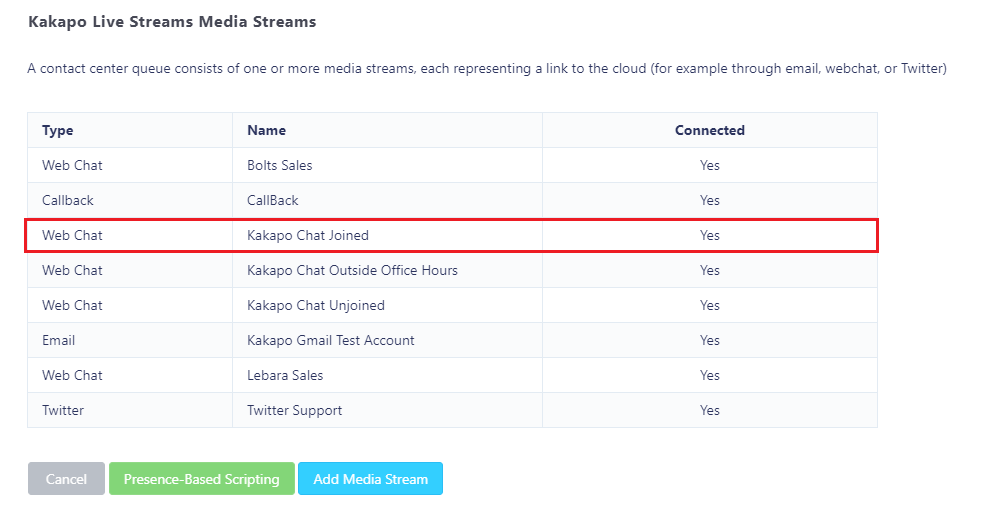 Kakapo Live Streams Media Streams
A contact center queue consists of one or more media streams, each representing a link to the cloud (for example through email, webchat, or Twitter)
Type Name Connected
Web Chat Bolts Sales Yes
Callback CallBack Yes
Web Chat Kakapo Chat Joined Yes
Web Chat Kakapo Chat Outside Office Hours Yes
Web Chat Kakapo Chat Unjoined Yes
Email Kakapo Gmail Test Account Yes
Web Chat Lebara Sales Yes
Twitter Twitter Support Yes
Cancel Presence-Based Scripting Add Media Stream